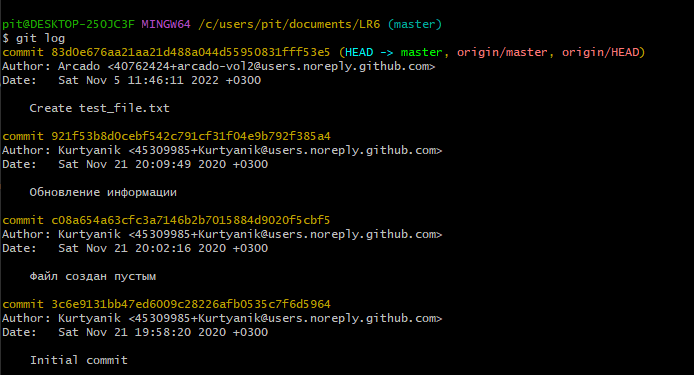 pit@DESKTOP-250JC3F MINGW64 /c/users/pit/documents/LR6 (master)
$ git log
commit 83d0e676aa21aa21d488a044d55950831fff53e5 (HEAD -> master, origin/master, origin/HEAD)
Author: Arcado <40762424+arcado-vol2@users.noreply.github.com>
Date:   Sat Nov 5 11:46:11 2022 +0300
Create test_file.txt
commit 921f53b8d0cebf542c791cf31f04e9b792f385a4
Author: Kurtyanik <45309985+Kurtyanik@users.noreply.github.com>
Date:   Sat Nov 21 20:09:49 2020 +0300
Обновление информации
commit c08a654a63cfc3a7146b2b7015884d9020f5cbf5
Author: Kurtyanik <45309985+Kurtyanik@users.noreply.github.com>
Date:   Sat Nov 21 20:02:16 2020 +0300
Файл создан пустым
commit 3c6e9131bb47ed6009c28226afb0535c7f6d5964
Author: Kurtyanik <45309985+Kurtyanik@users.noreply.github.com>
Date:   Sat Nov 21 19:58:20 2020 +0300
Initial commit